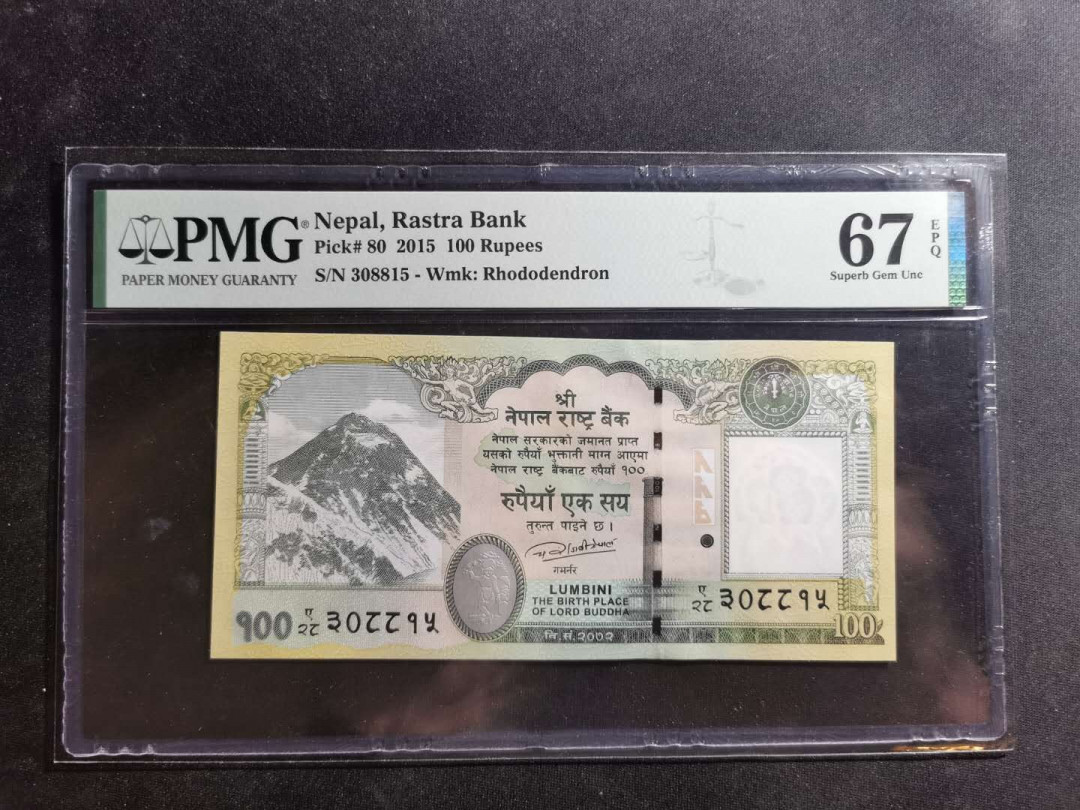 PMG®
PAPER MONEY GUARANTY
Nepal, Rastra Bank
Pick# 80 2015 100 Rupees
S/N 308815 - Wmk: Rhododendron
67
EPQ
Superb Gem Unc
श्री
नेपाल राष्ट्र बैंक
नेपाल सरकारको जमानत प्राप्त
यसको रुपैयाँ भुक्तानी माग्न आएमा
नेपाल राष्ट्र बैंकबाट रुपैयाँ १००
रुपैयाँ एक सय
तुरुन्त पाइने छ।
गभर्नर
LUMBINI
THE BIRTH PLACE
OF LORD BUDDHA
वि.सं.२०७२
१०० ए २८ ३०८८१५
ए २८ ३०८८१५
100